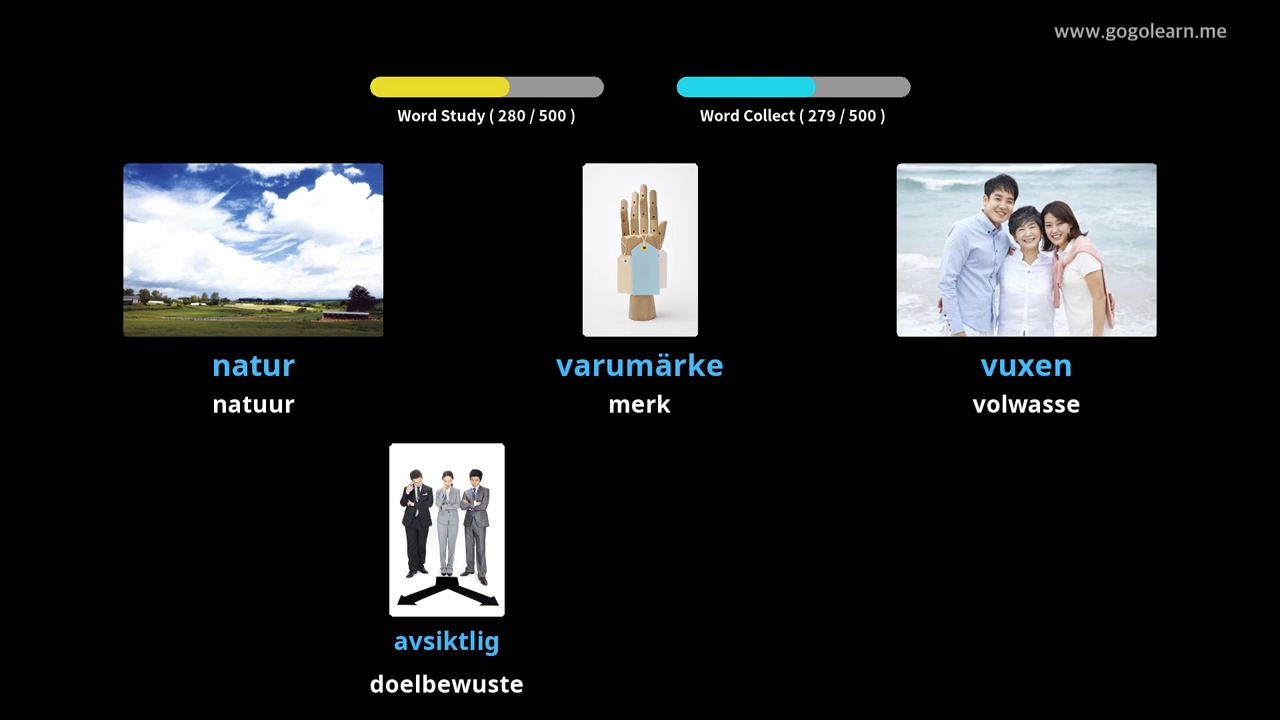 www.gogolearn.me
Word Study ( 280 / 500 )
Word Collect ( 279 / 500 )
natur
natuur
varumärke
merk
vuxen
volwasse
avsiktlig
doelbewuste